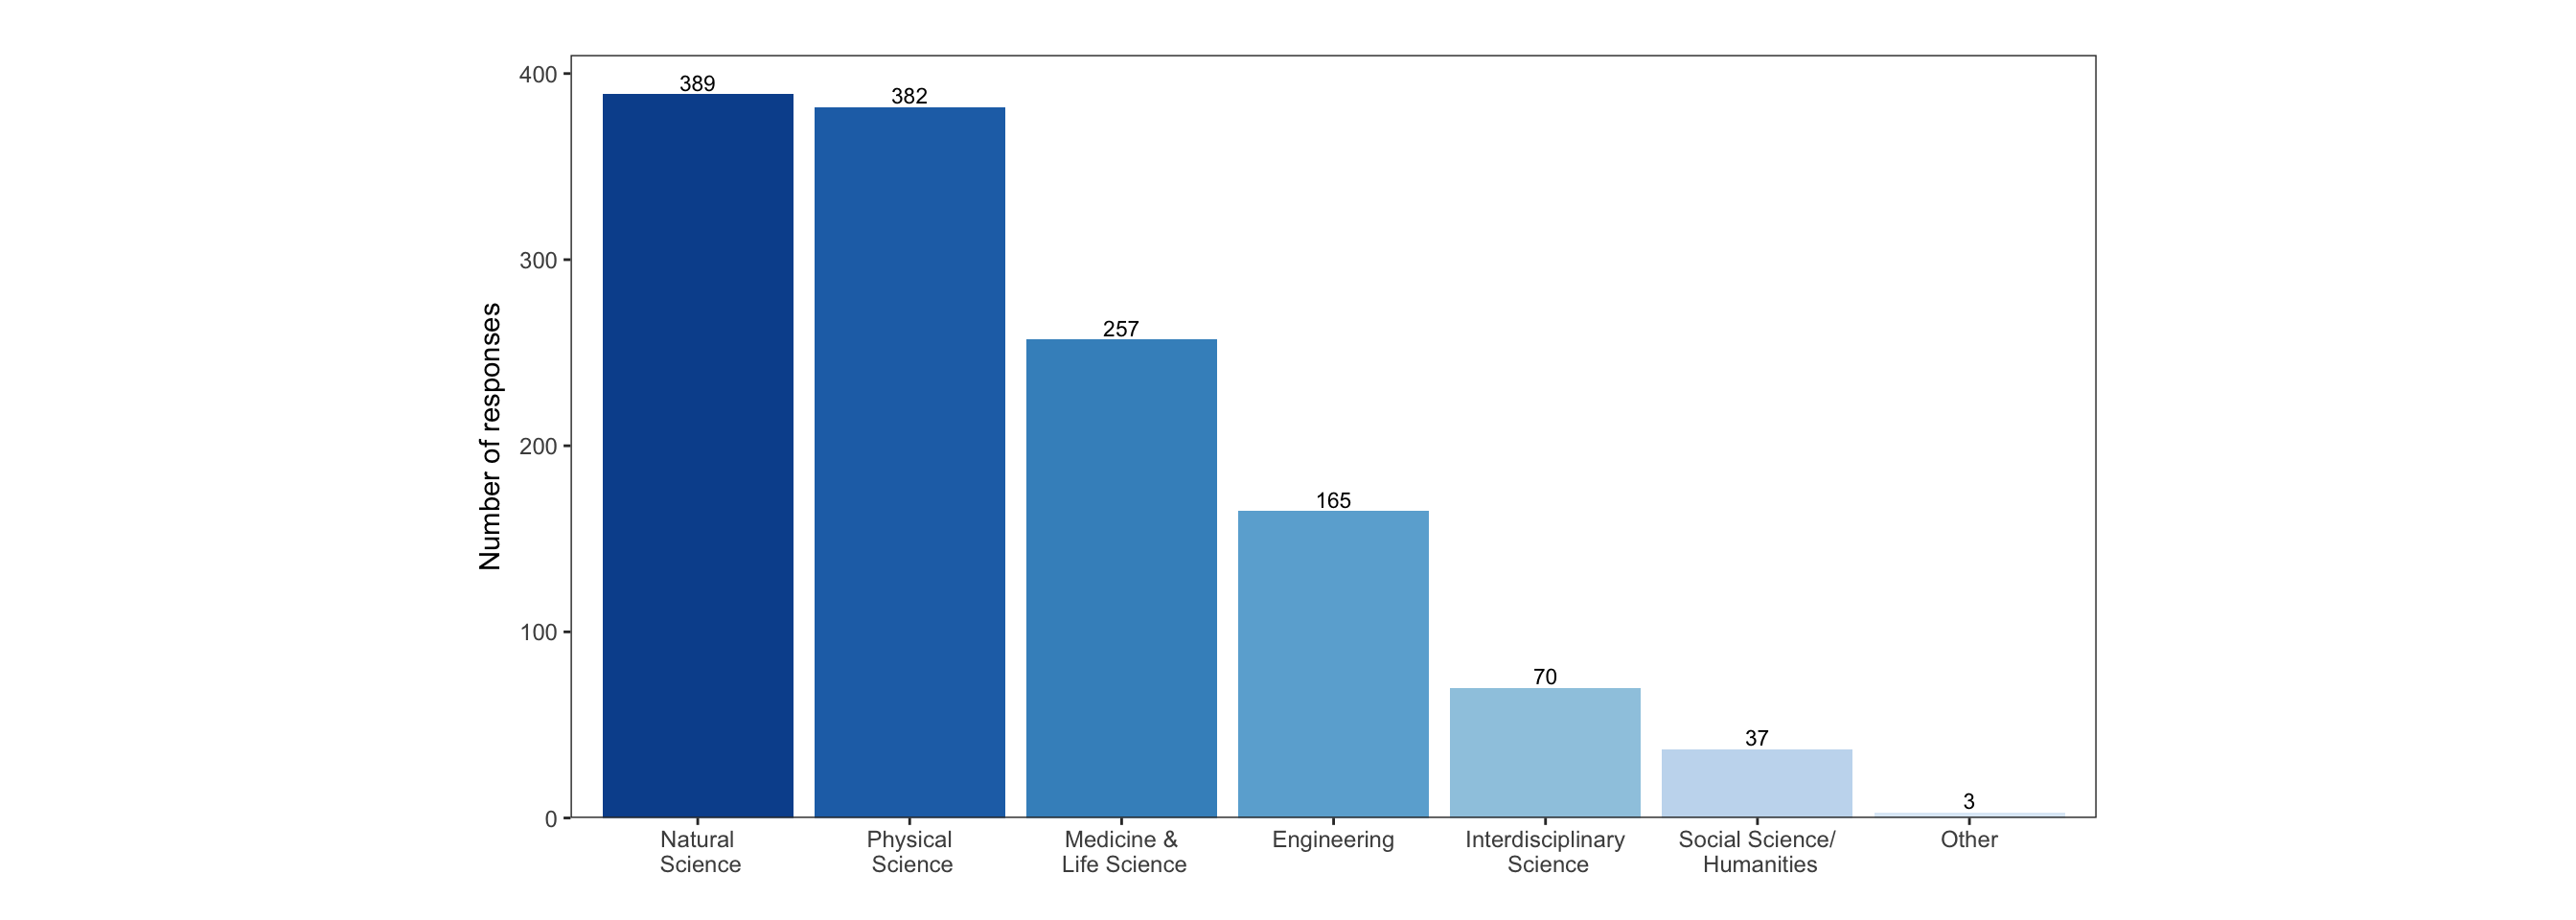 Number of responses
400
300
200
100
0
389
382
257
165
70
37
3
Natural
Science
Physical
Science
Medicine &
Life Science
Engineering
Interdisciplinary
Science
Social Science/
Humanities
Other